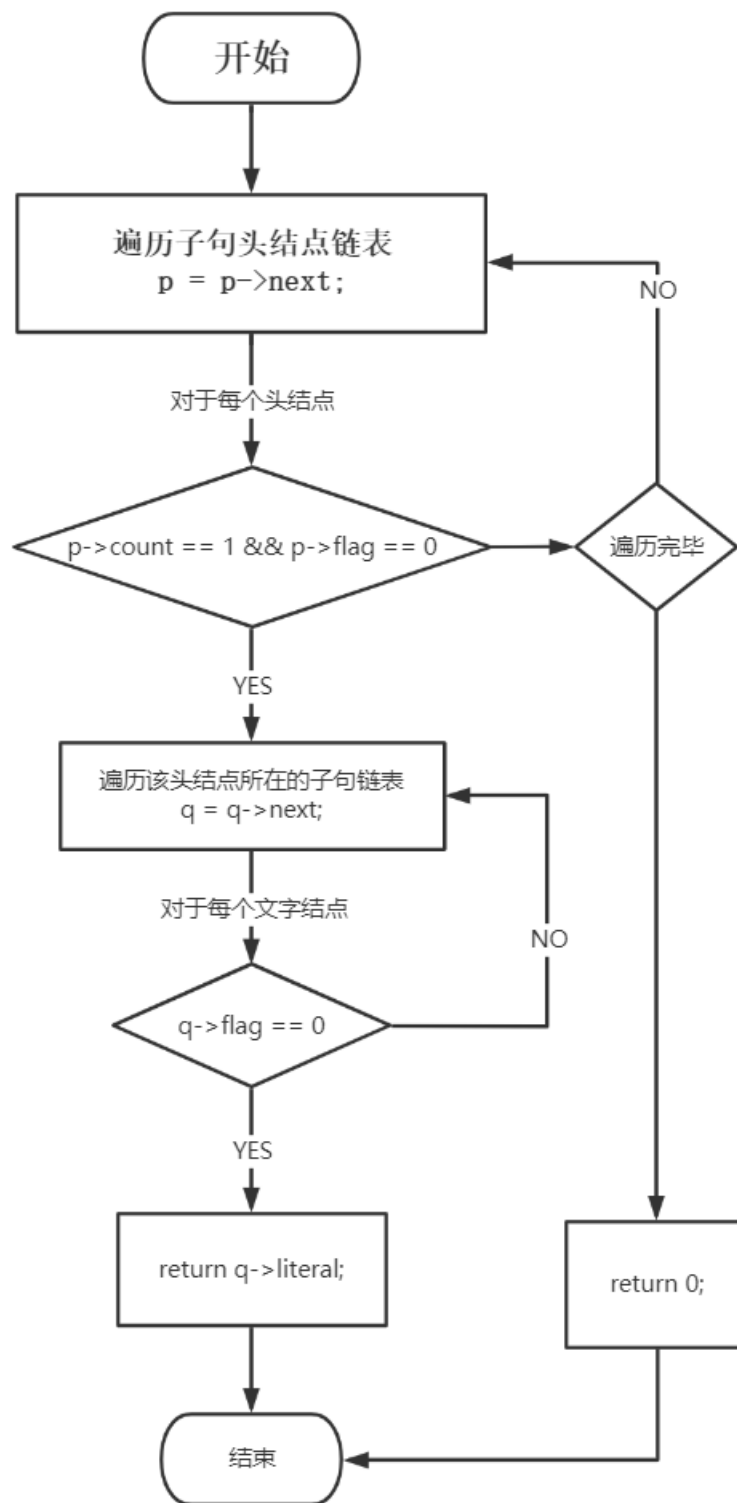 开始
遍历子句头结点链表
p = p->next;
NO
对于每个头结点
p->count == 1 && p->flag == 0
遍历完毕
YES
遍历该头结点所在的子句链表
q = q->next;
对于每个文字结点
NO
q->flag == 0
YES
return q->literal;
return 0;
结束